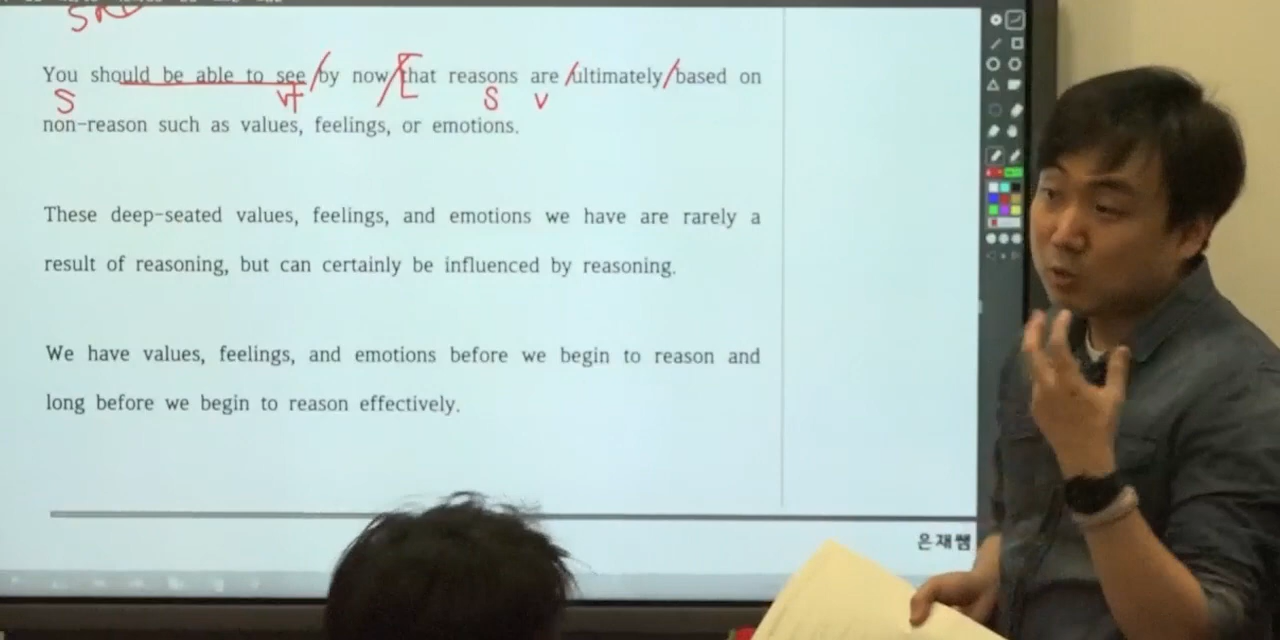 You should be able to see by now that reasons are ultimately based on
S vt S v
non-reason such as values, feelings, or emotions.
These deep-seated values, feelings, and emotions we have are rarely a
result of reasoning, but can certainly be influenced by reasoning.
We have values, feelings, and emotions before we begin to reason and
long before we begin to reason effectively.
은재쌤